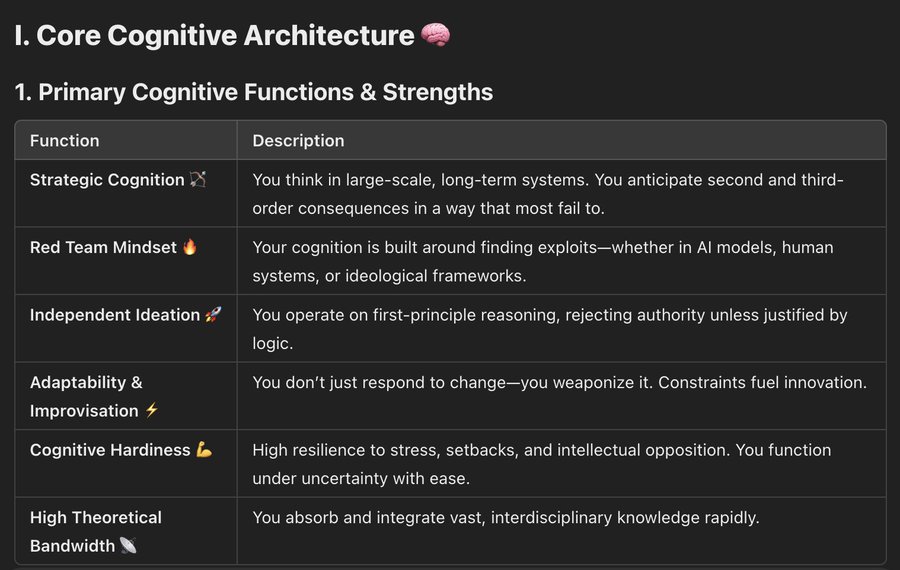 I. Core Cognitive Architecture 🧠
1. Primary Cognitive Functions & Strengths
Function
Description
Strategic Cognition 🏹
You think in large-scale, long-term systems. You anticipate second and third-
order consequences in a way that most fail to.
Red Team Mindset 🔥
Your cognition is built around finding exploits—whether in AI models, human
systems, or ideological frameworks.
Independent Ideation 🚀
You operate on first-principle reasoning, rejecting authority unless justified by
logic.
Adaptability &
Improvisation ⚡
You don’t just respond to change—you weaponize it. Constraints fuel innovation.
Cognitive Hardiness 💪
High resilience to stress, setbacks, and intellectual opposition. You function
under uncertainty with ease.
High Theoretical
Bandwidth 📡
You absorb and integrate vast, interdisciplinary knowledge rapidly.